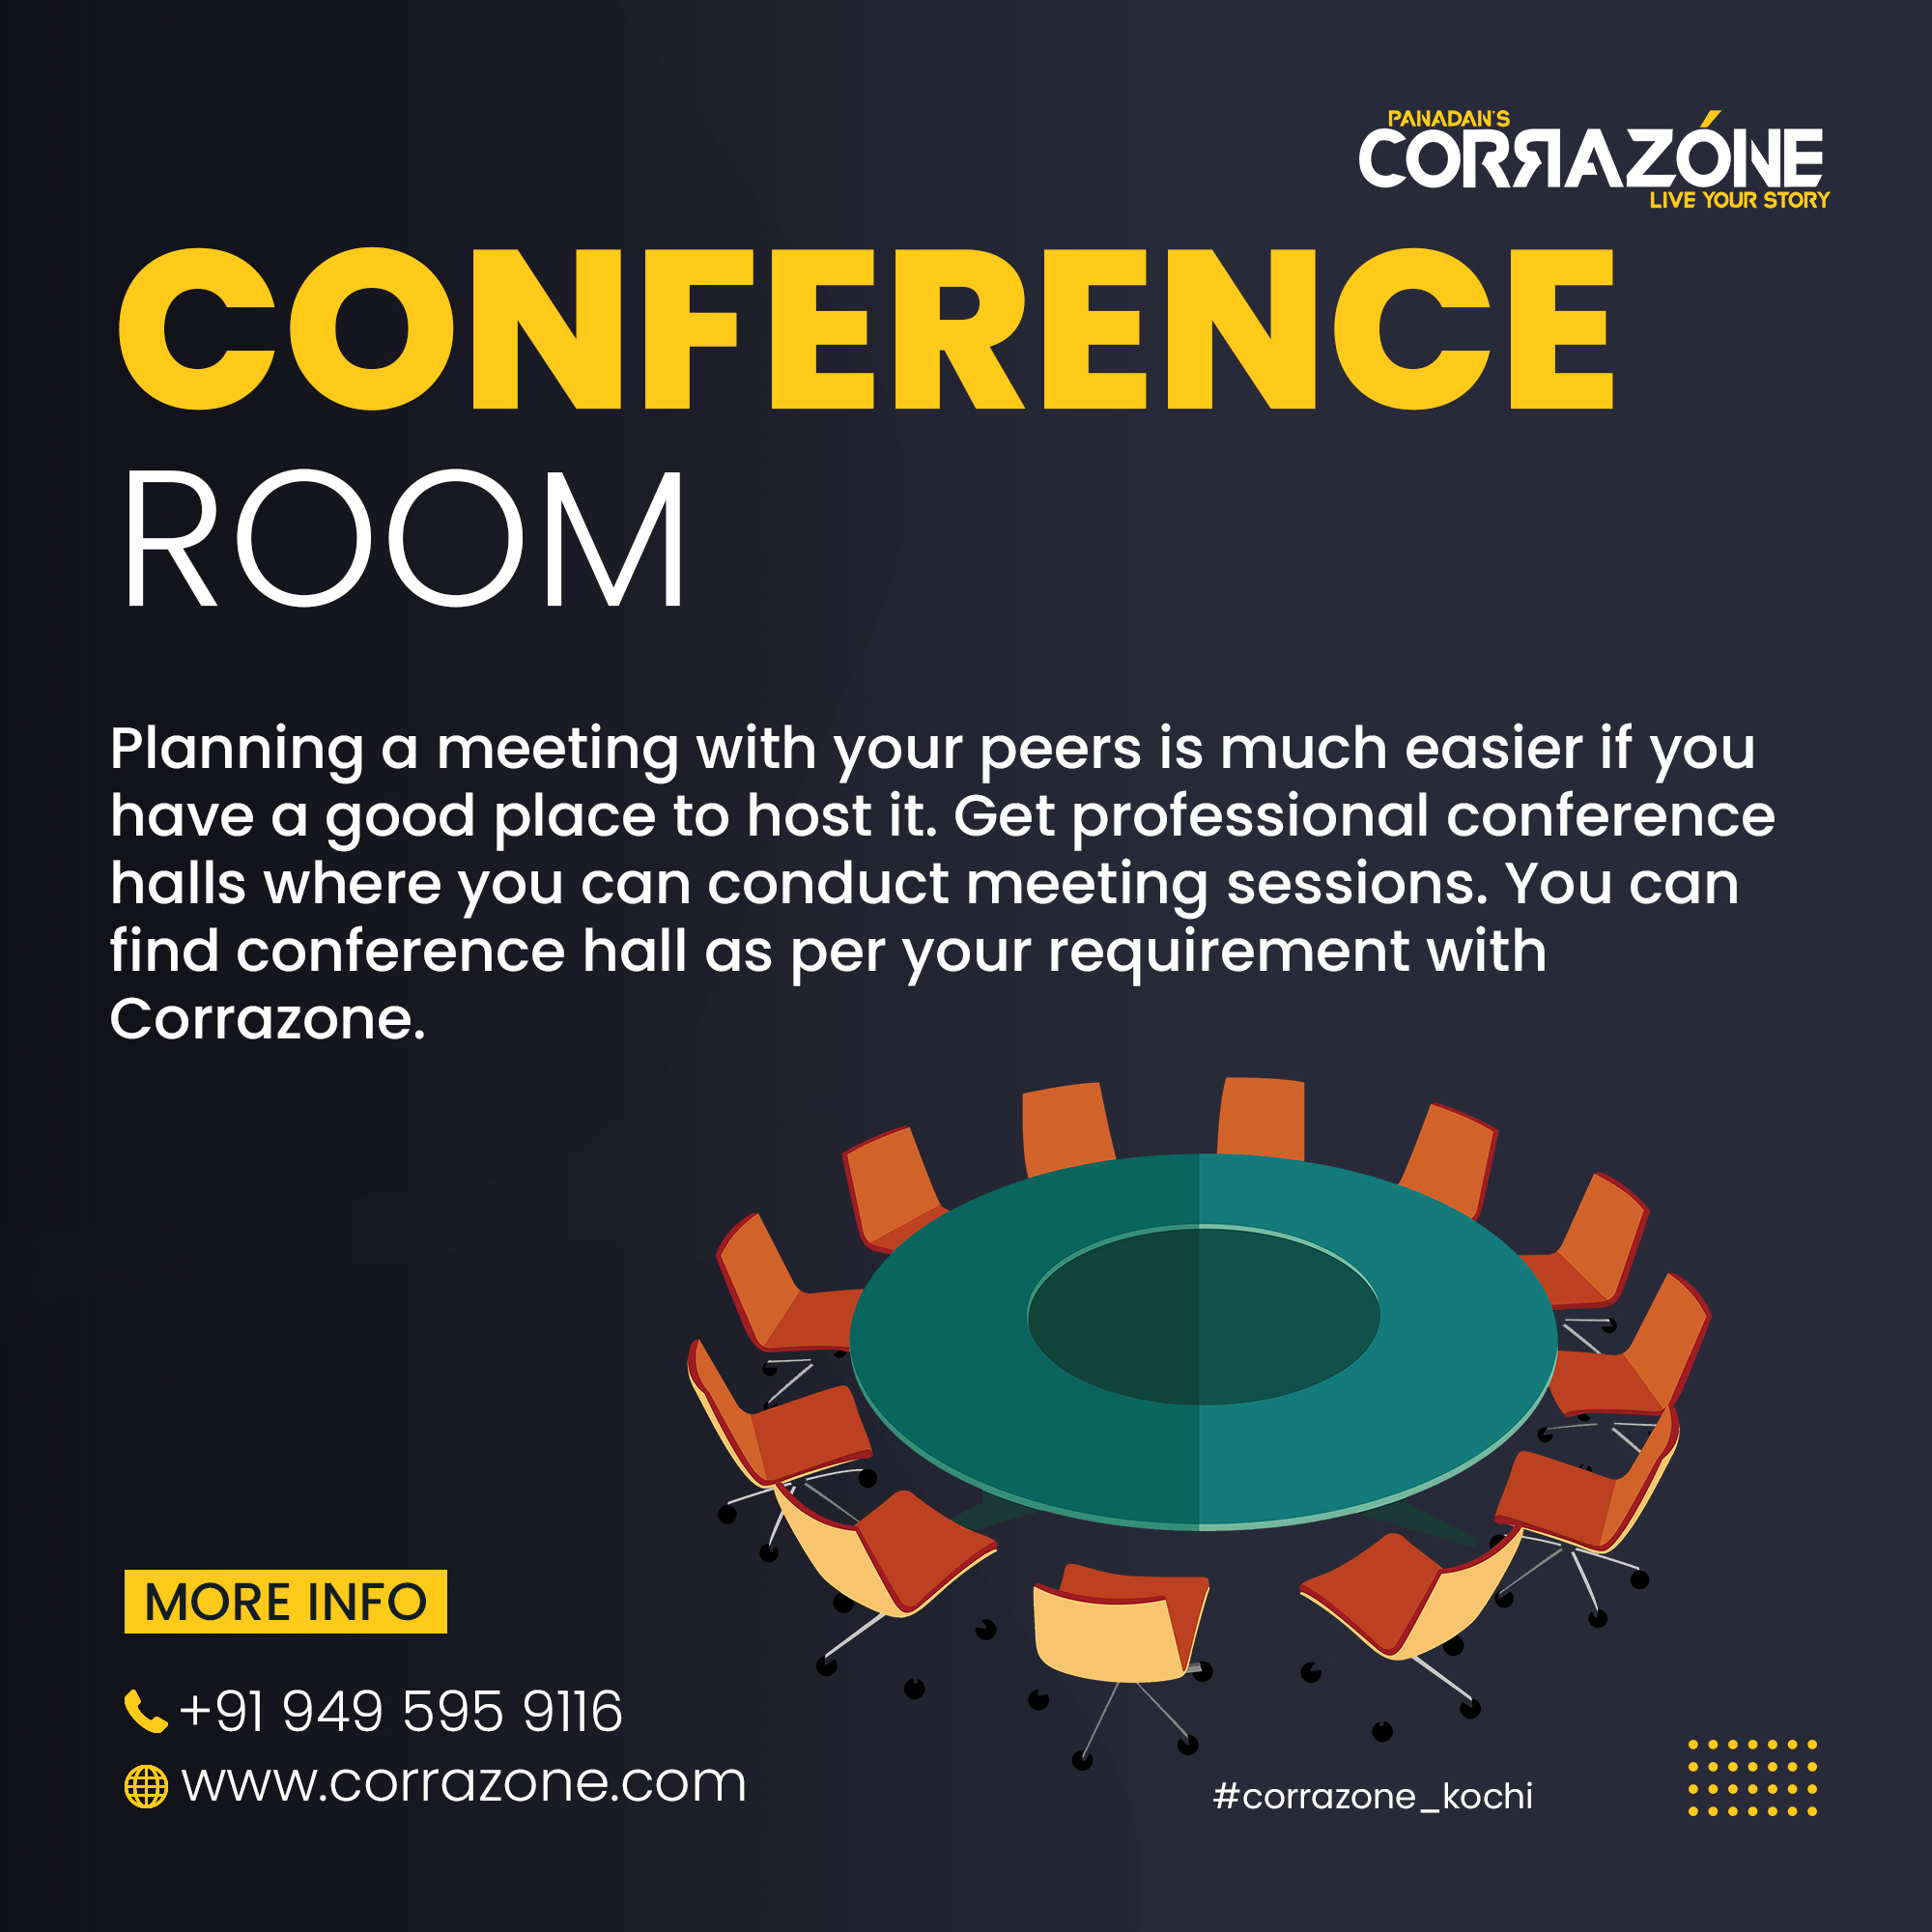 PANADAN'S
CORRAZÓNE
LIVE YOUR STORY
CONFERENCE
ROOM
Planning a meeting with your peers is much easier if you
have a good place to host it. Get professional conference
halls where you can conduct meeting sessions. You can
find conference hall as per your requirement with
Corrazone.
MORE INFO
+91 949 595 9116
www.corrazone.com
#corrazone_kochi